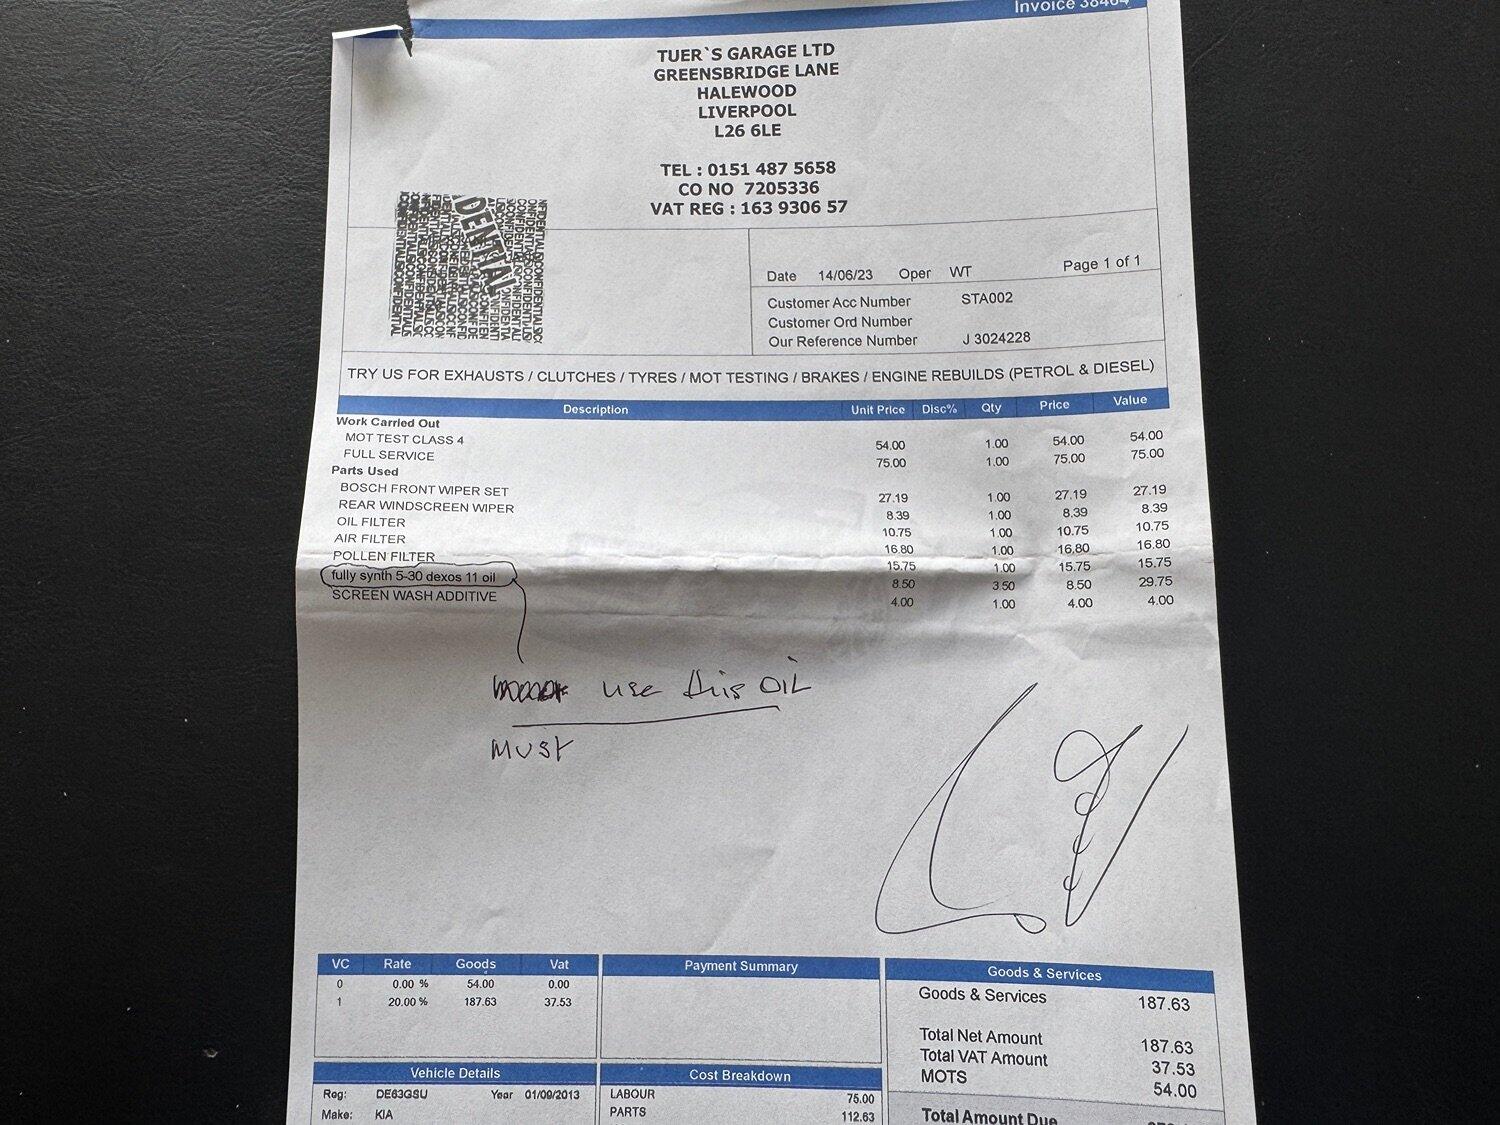 Invoice 38464
TUER`S GARAGE LTD
GREENSBRIDGE LANE
HALEWOOD
LIVERPOOL
L26 6LE
TEL : 0151 487 5658
CO NO 7205336
VAT REG : 163 9306 57
DENTIAL
Date 14/06/23 Oper WT Page 1 of 1
Customer Acc Number STA002
Customer Ord Number
Our Reference Number J 3024228
TRY US FOR EXHAUSTS / CLUTCHES / TYRES / MOT TESTING / BRAKES / ENGINE REBUILDS (PETROL & DIESEL)
Description Unit Price Disc% Qty Price Value
Work Carried Out
MOT TEST CLASS 4 54.00 1.00 54.00 54.00
FULL SERVICE 75.00 1.00 75.00 75.00
Parts Used
BOSCH FRONT WIPER SET 27.19 1.00 27.19 27.19
REAR WINDSCREEN WIPER 8.39 1.00 8.39 8.39
OIL FILTER 10.75 1.00 10.75 10.75
AIR FILTER 16.80 1.00 16.80 16.80
POLLEN FILTER 15.75 1.00 15.75 15.75
fully synth 5-30 dexos 11 oil 8.50 3.50 8.50 29.75
SCREEN WASH ADDITIVE 4.00 1.00 4.00 4.00
use this OIL
MUST
VC Rate Goods Vat
0 0.00 % 54.00 0.00
1 20.00 % 187.63 37.53
Payment Summary
Goods & Services
Goods & Services 187.63
Total Net Amount 187.63
Total VAT Amount 37.53
MOTS 54.00
Total Amount Due
Vehicle Details
Reg: DE63GSU Year 01/09/2013
Make: KIA
Cost Breakdown
LABOUR 75.00
PARTS 112.63